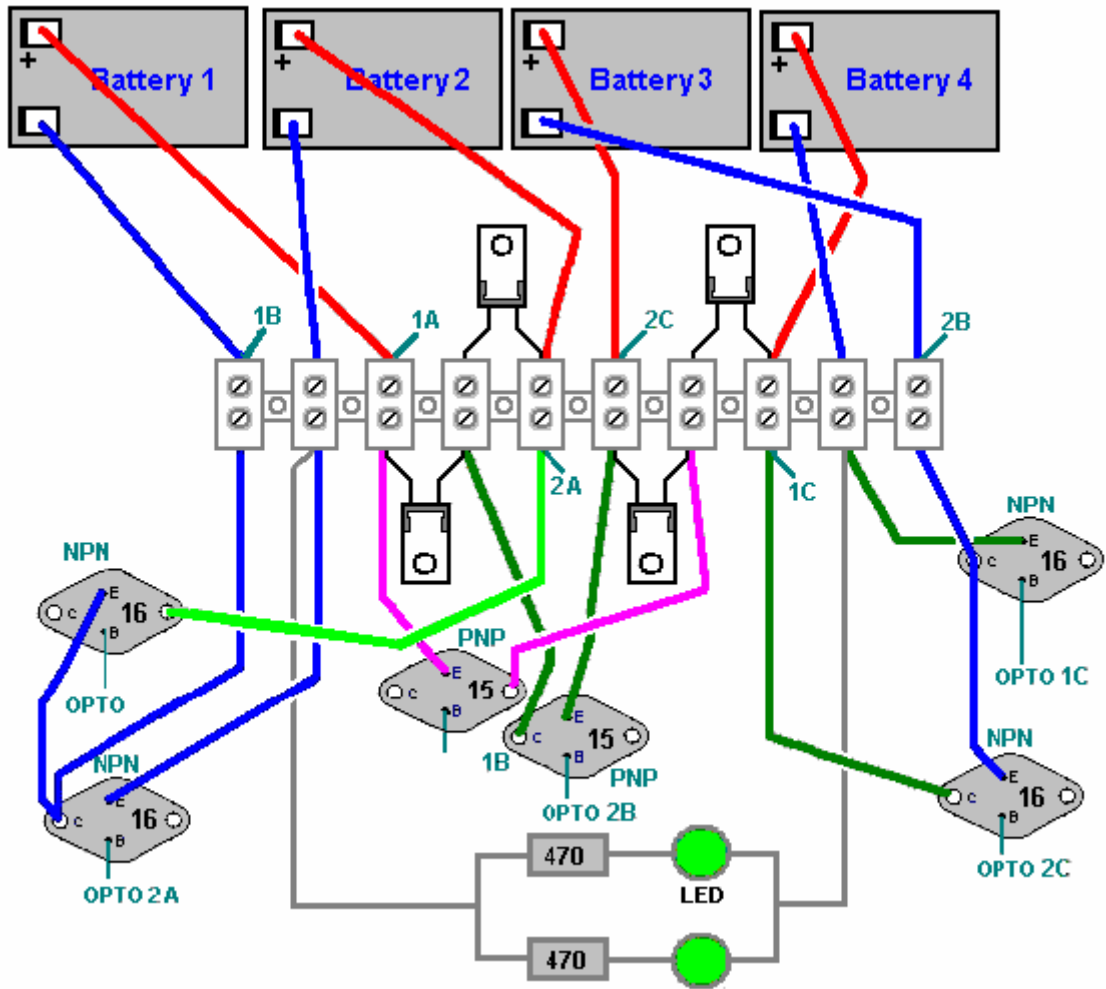 + Battery 1
+ Battery 2
+ Battery 3
+ Battery 4
1B
1A
2C
2B
2A
1C
NPN
E
C 16
B
OPTO
NPN
E
C 16
B
OPTO 1C
PNP
E
C 15
B
1B
E
C 15
B
PNP
OPTO 2B
NPN
E
C 16
B
OPTO 2A
NPN
E
C 16
B
OPTO 2C
470
LED
470